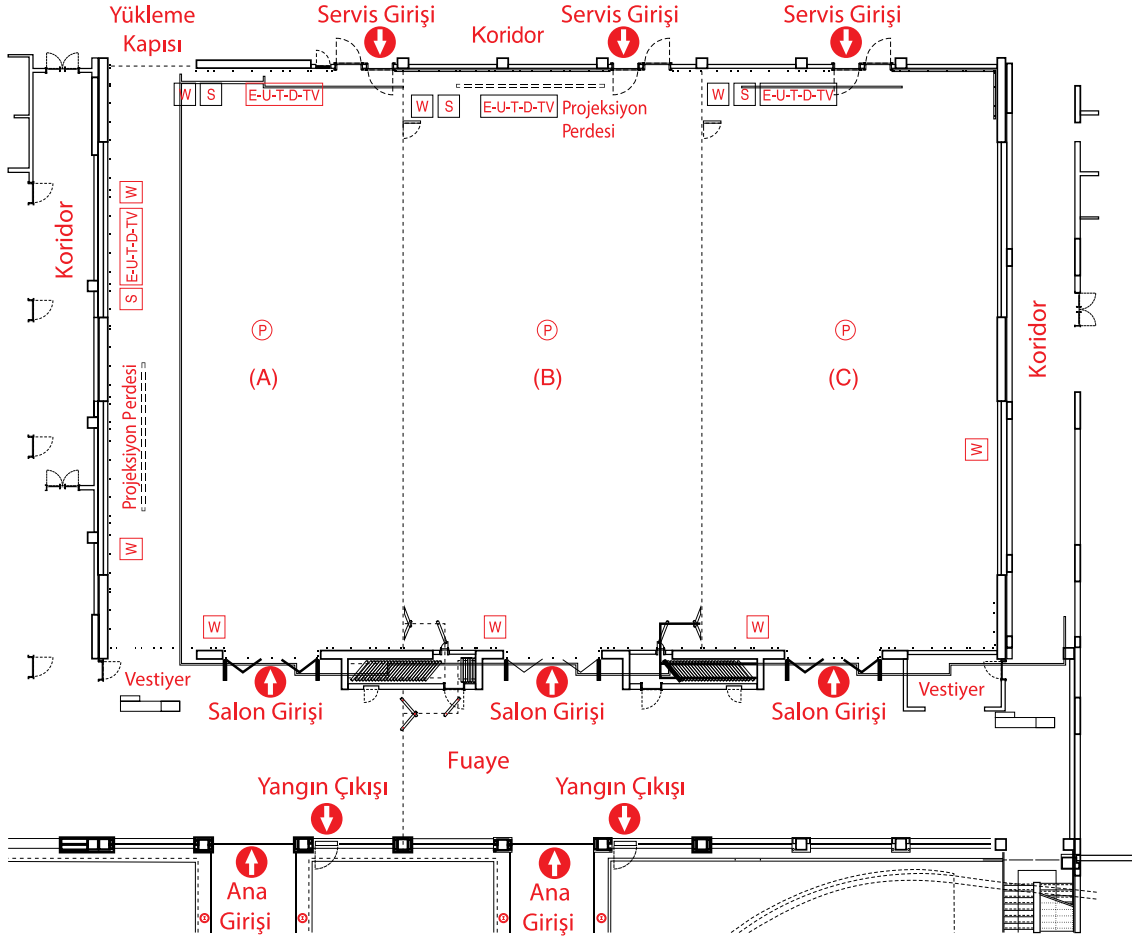 Yükleme
Kapısı
Servis Girişi
Koridor
Servis Girişi
Servis Girişi
W
S
E-U-T-D-TV
W
S
E-U-T-D-TV
Projeksiyon
Perdesi
W
S
E-U-T-D-TV
Koridor
W
E-U-T-D-TV
S
Projeksiyon Perdesi
W
P
(A)
P
(B)
P
(C)
W
Koridor
W
W
W
Vestiyer
Salon Girişi
Salon Girişi
Salon Girişi
Vestiyer
Fuaye
Yangın Çıkışı
Yangın Çıkışı
Ana
Girişi
Ana
Girişi